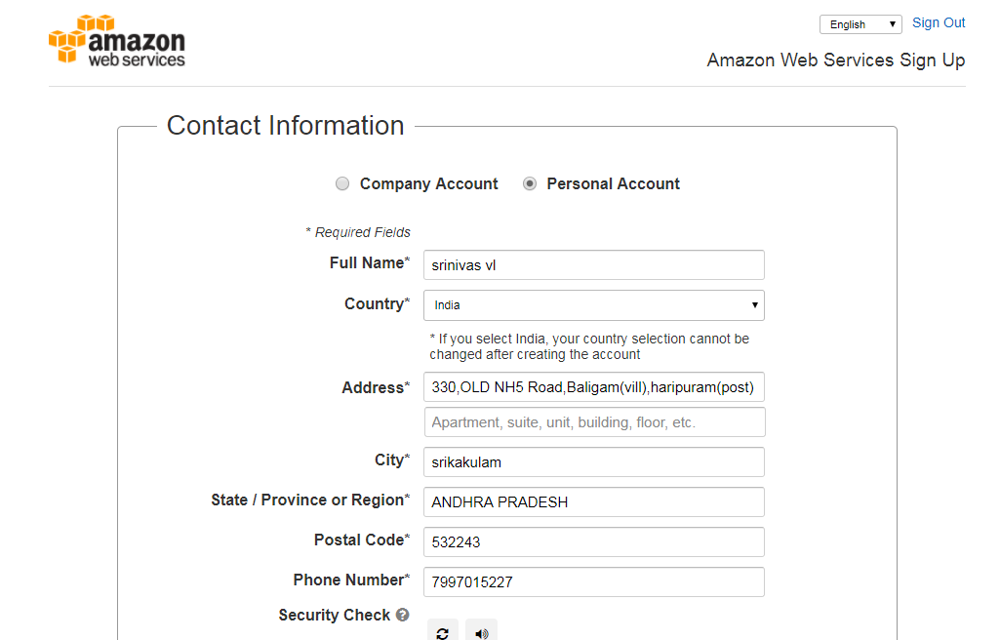 amazon
web services
English
Sign Out
Amazon Web Services Sign Up
Contact Information
Company Account
Personal Account
* Required Fields
Full Name* srinivas vl
Country* India
* If you select India, your country selection cannot be
changed after creating the account
Address* 330,OLD NH5 Road,Baligam(vill),haripuram(post)
Apartment, suite, unit, building, floor, etc.
City* srikakulam
State / Province or Region* ANDHRA PRADESH
Postal Code* 532243
Phone Number* 7997015227
Security Check ?